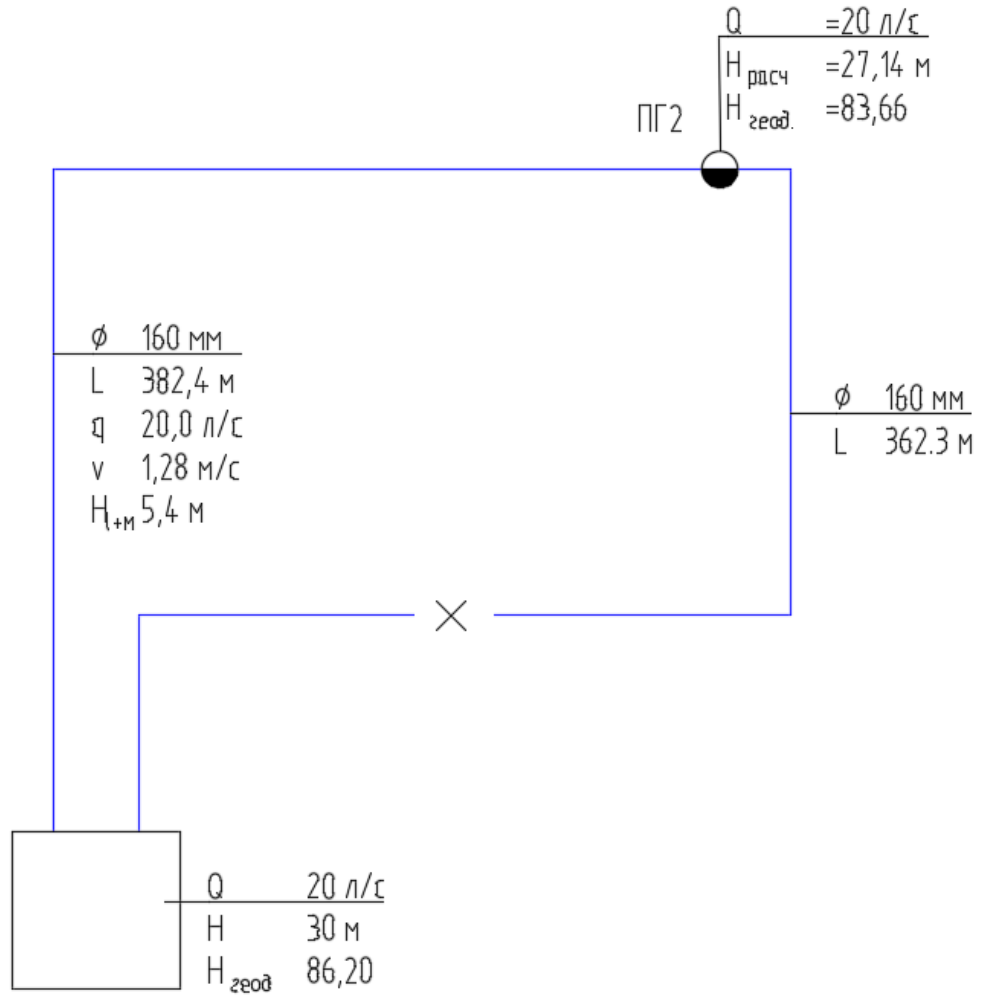 Q =20 л/с
H расч =27,14 м
ПГ2
H геод. =83,66
ϕ 160 мм
L 382,4 м
q 20,0 л/с
v 1,28 м/с
H l+м 5,4 м
ϕ 160 мм
L 362.3 м
Q 20 л/с
H 30 м
H геод 86,20